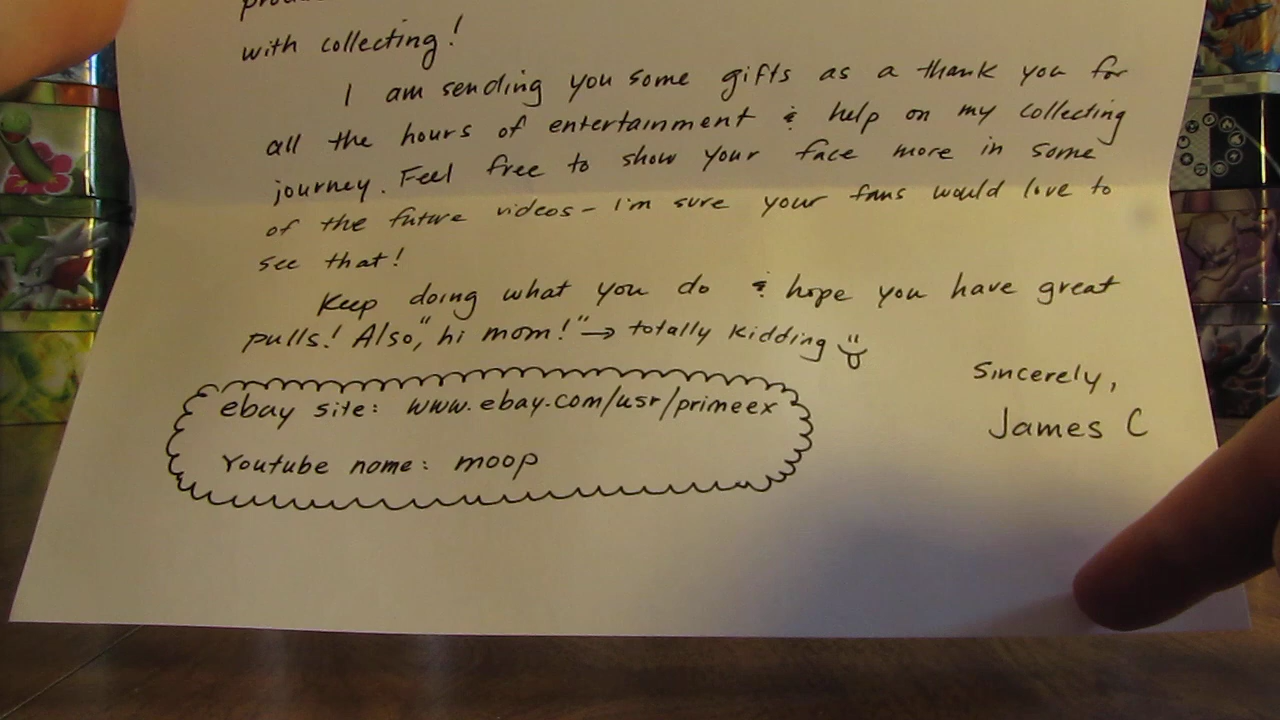 with collecting!
I am sending you some gifts as a thank you for
all the hours of entertainment & help on my collecting
journey. Feel free to show your face more in some
of the future videos - I'm sure your fans would love to
see that!
Keep doing what you do & hope you have great
pulls! Also, "hi mom!" → totally kidding
Sincerely,
James C
ebay site: www.ebay.com/usr/primeex
Youtube name: moop